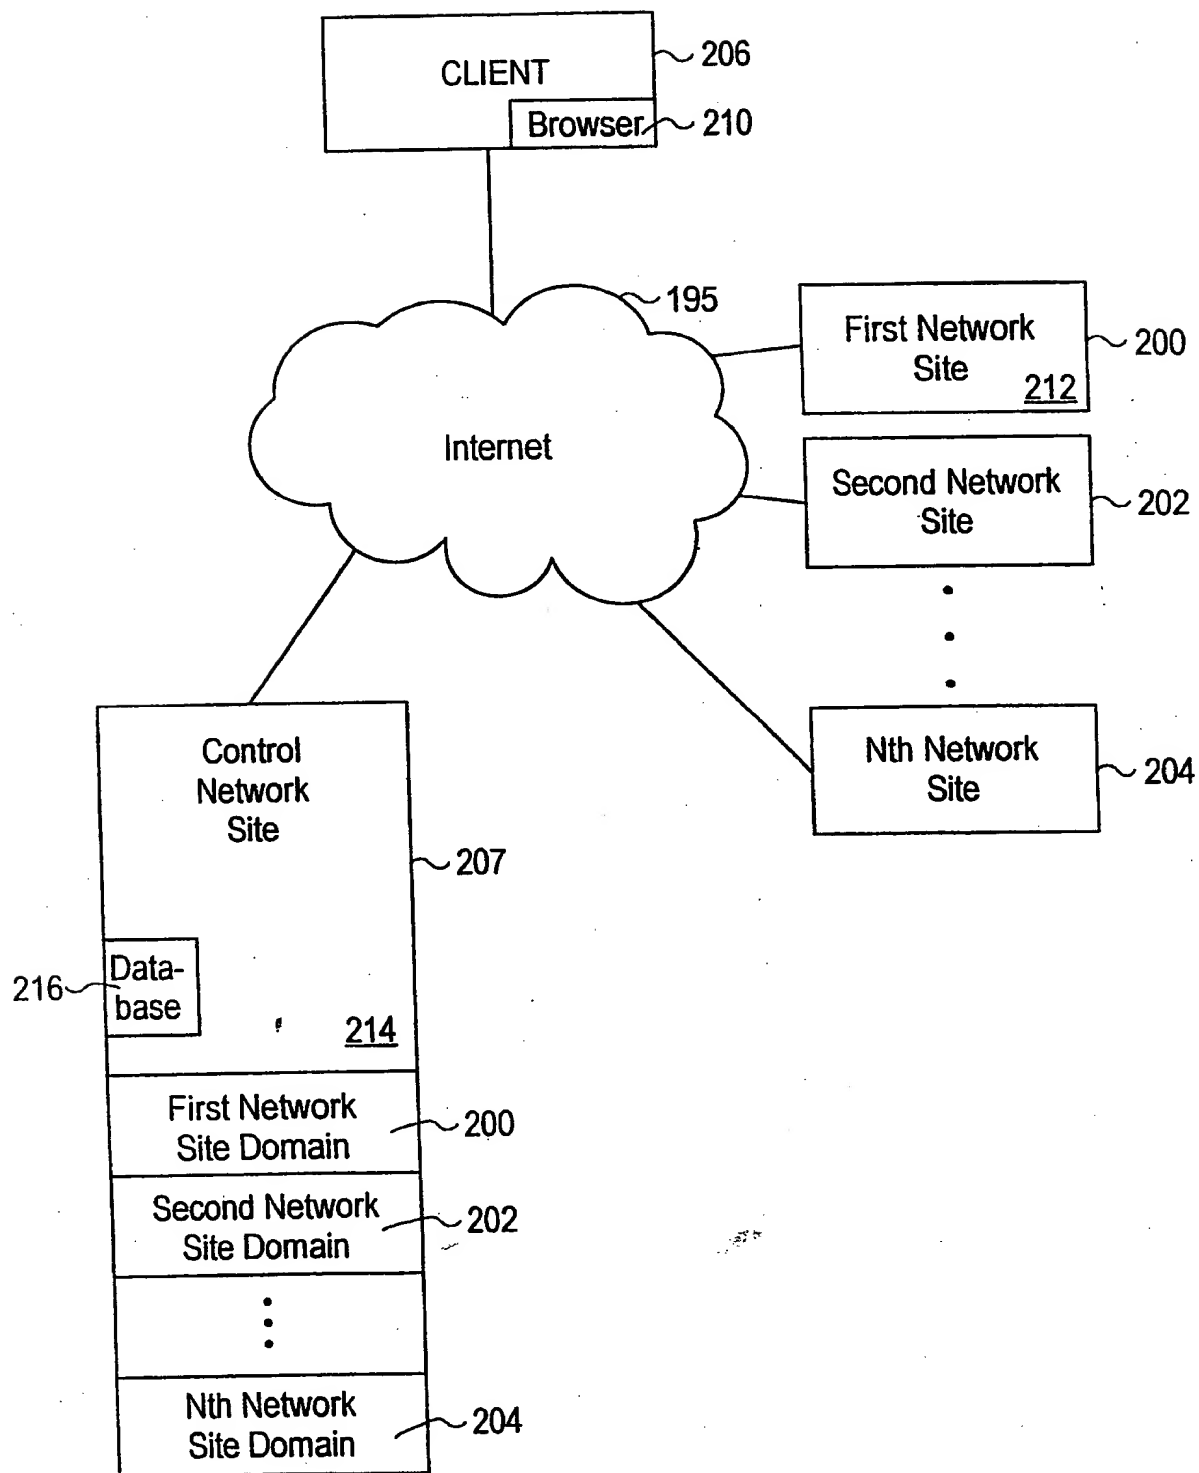 CLIENT
206
Browser
210
195
Internet
First Network
Site
212
200
Second Network
Site
202
Nth Network
Site
204
Control
Network
Site
207
Data-
base
216
214
First Network
Site Domain
200
Second Network
Site Domain
202
Nth Network
Site Domain
204